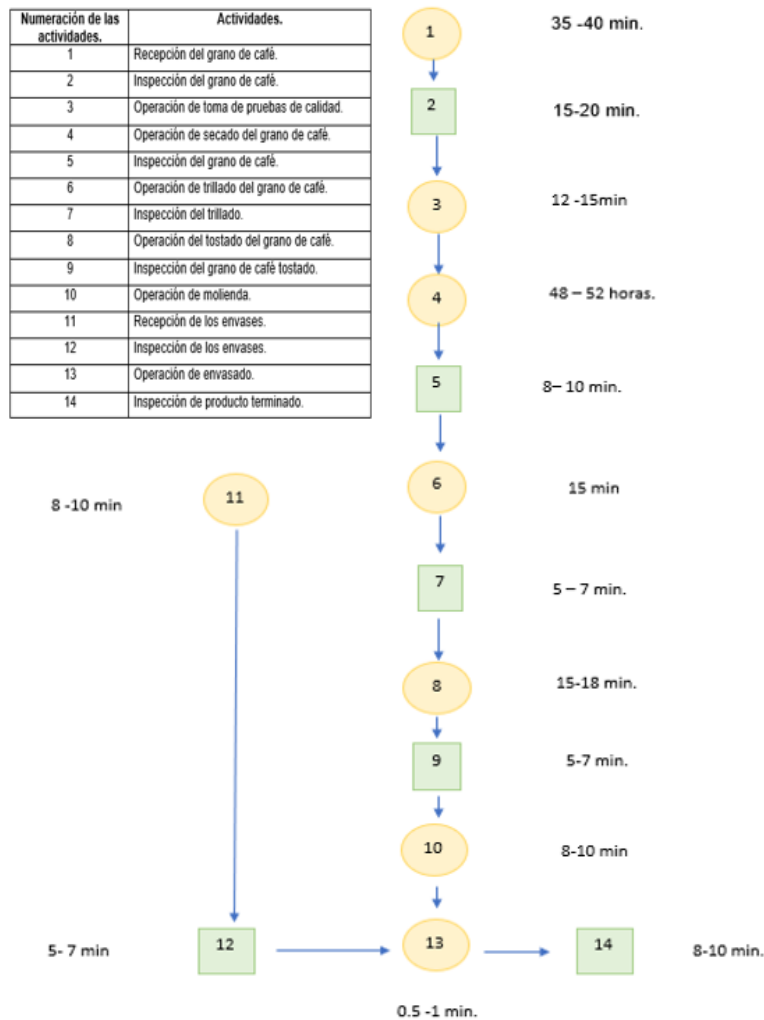 Numeración de las actividades. Actividades.
1 Recepción del grano de café.
2 Inspección del grano de café.
3 Operación de toma de pruebas de calidad.
4 Operación de secado del grano de café.
5 Inspección del grano de café.
6 Operación de trillado del grano de café.
7 Inspección del trillado.
8 Operación del tostado del grano de café.
9 Inspección del grano de café tostado.
10 Operación de molienda.
11 Recepción de los envases.
12 Inspección de los envases.
13 Operación de envasado.
14 Inspección de producto terminado.
1 35 -40 min.
2 15-20 min.
3 12 -15min
4 48 – 52 horas.
5 8– 10 min.
8 -10 min 11 6 15 min
7 5 – 7 min.
8 15-18 min.
9 5-7 min.
10 8-10 min
5- 7 min 12 13 14 8-10 min.
0.5 -1 min.